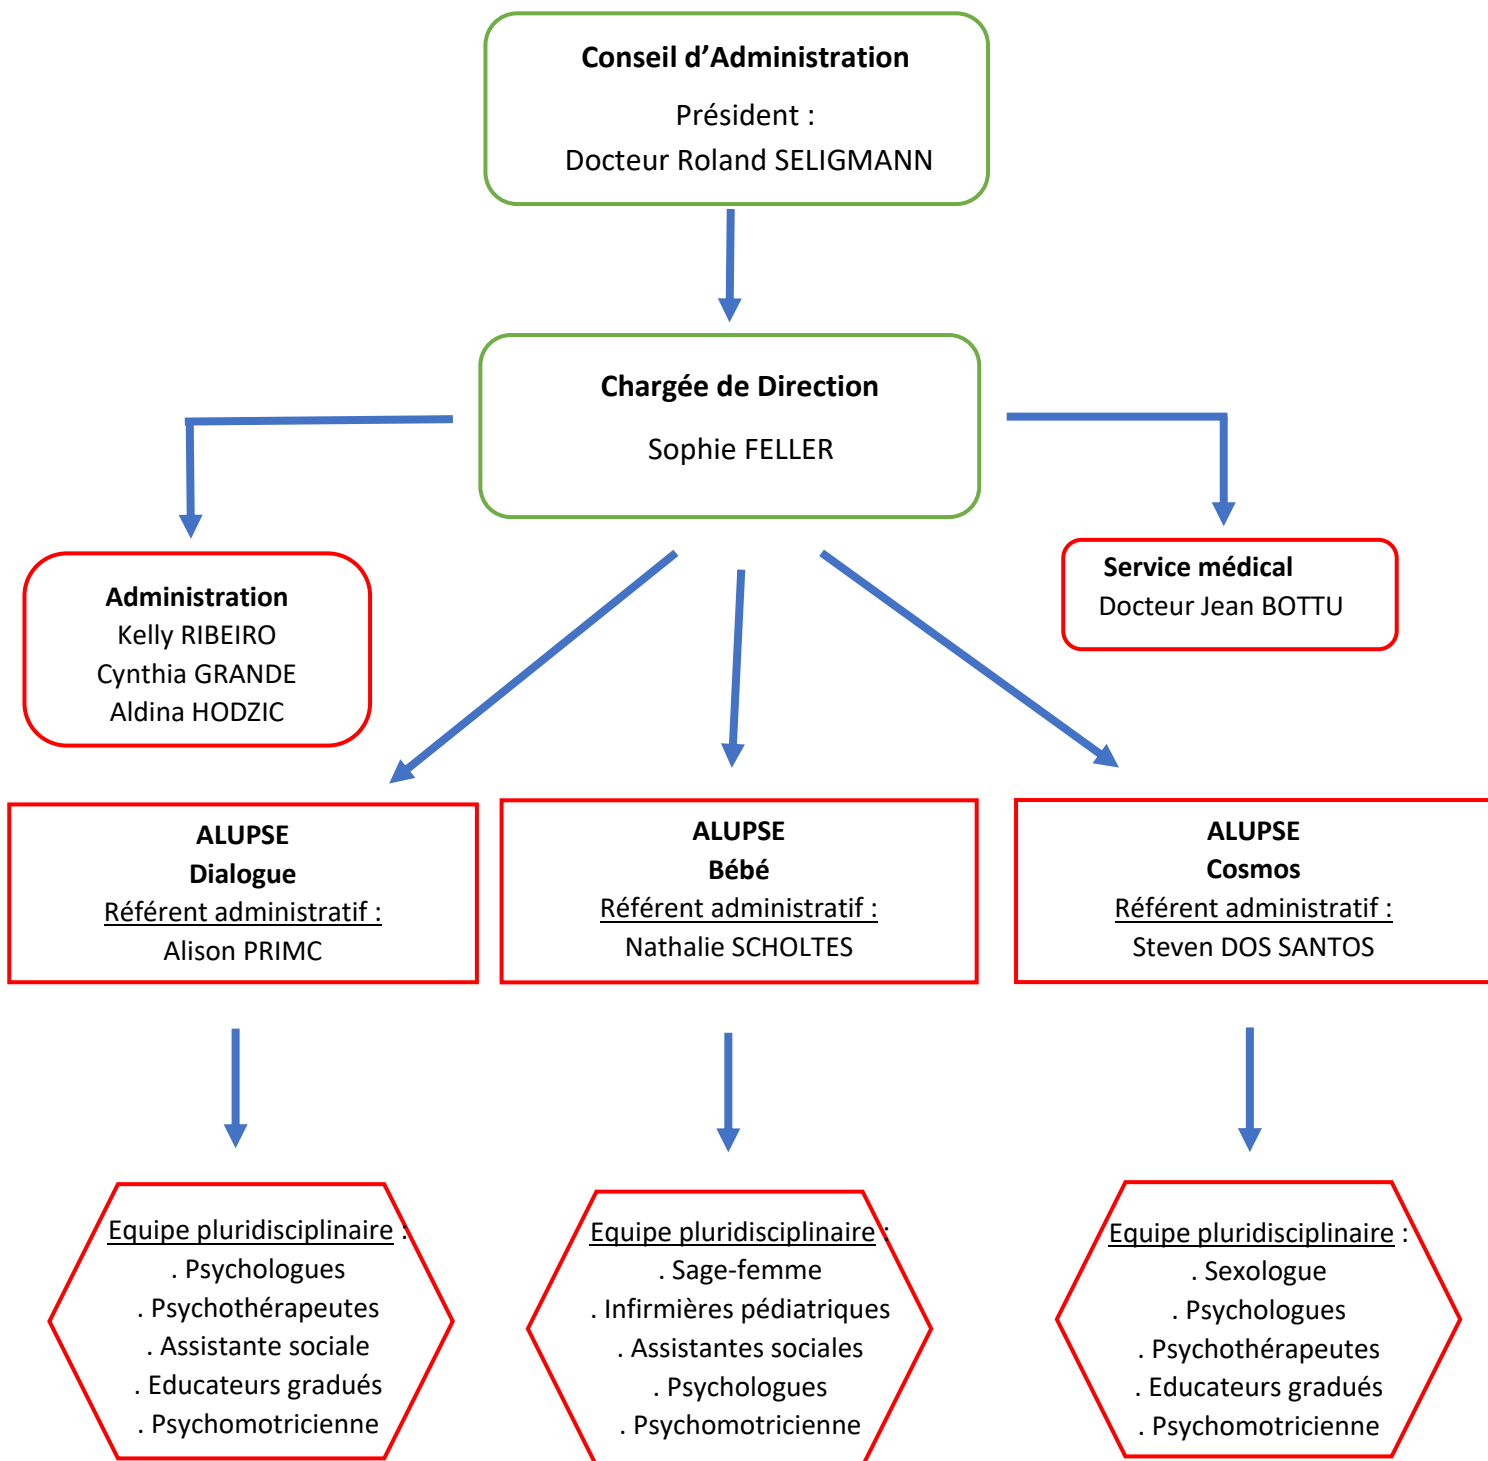 Conseil d’Administration
Président :
Docteur Roland SELIGMANN
Chargée de Direction
Sophie FELLER
Administration
Kelly RIBEIRO
Cynthia GRANDE
Aldina HODZIC
Service médical
Docteur Jean BOTTU
ALUPSE
Dialogue
Référent administratif :
Alison PRIMC
ALUPSE
Bébé
Référent administratif :
Nathalie SCHOLTES
ALUPSE
Cosmos
Référent administratif :
Steven DOS SANTOS
Equipe pluridisciplinaire :
. Psychologues
. Psychothérapeutes
. Assistante sociale
. Educateurs gradués
. Psychomotricienne
Equipe pluridisciplinaire :
. Sage-femme
. Infirmières pédiatriques
. Assistantes sociales
. Psychologues
. Psychomotricienne
Equipe pluridisciplinaire :
. Sexologue
. Psychologues
. Psychothérapeutes
. Educateurs gradués
. Psychomotricienne